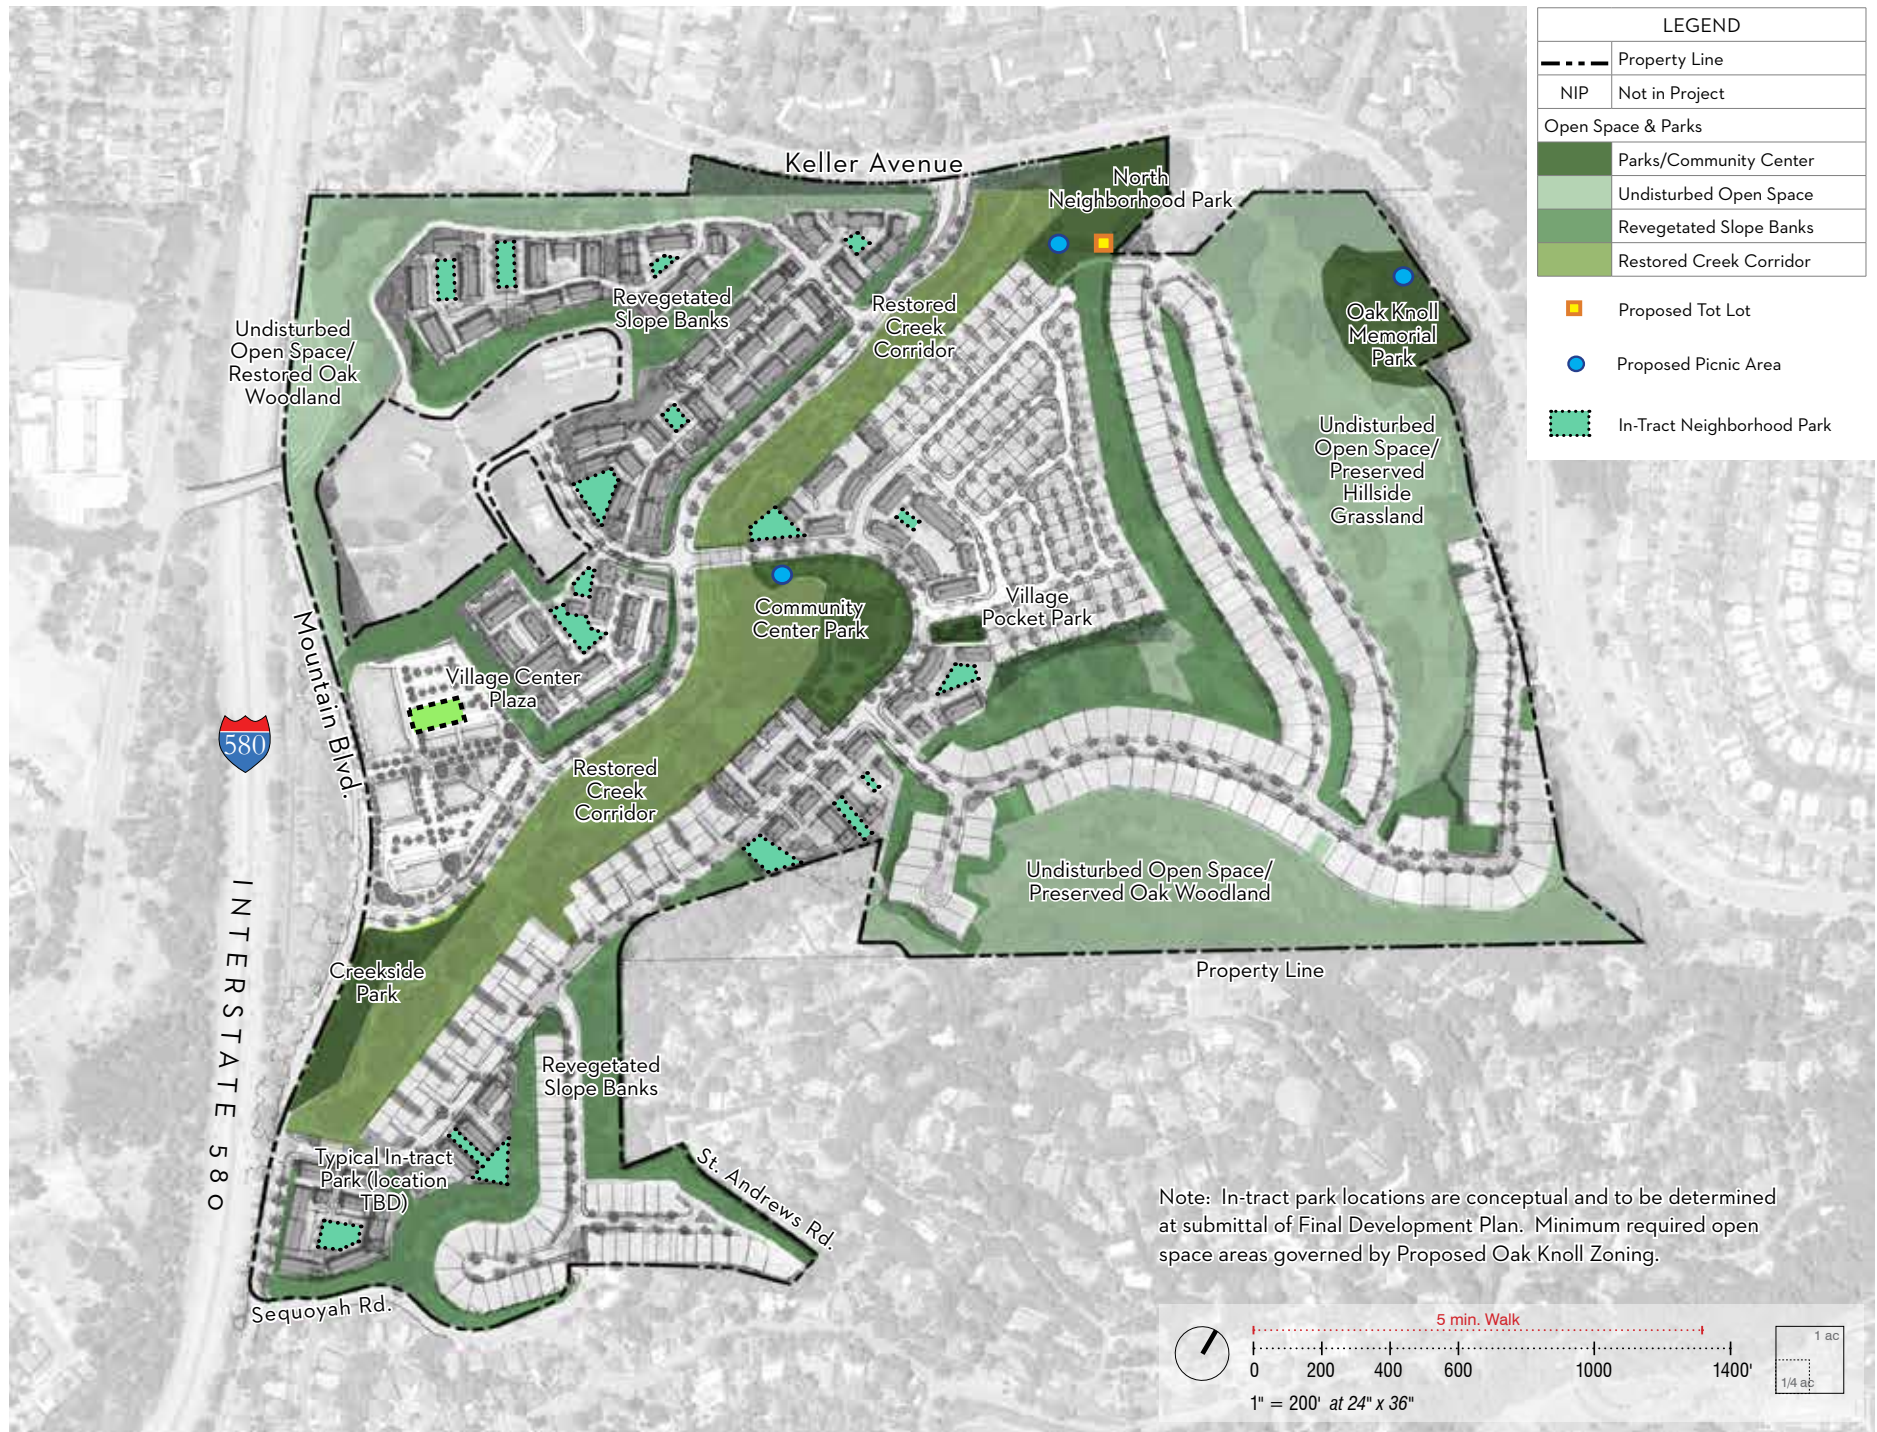 LEGEND
Property Line
NIP
Not in Project
Open Space & Parks
Parks/Community Center
Undisturbed Open Space
Revegetated Slope Banks
Restored Creek Corridor
Proposed Tot Lot
Proposed Picnic Area
In-Tract Neighborhood Park
Keller Avenue
North
Neighborhood Park
Oak Knoll
Memorial
Park
Revegetated
Slope Banks
Restored
Creek
Corridor
Undisturbed
Open Space/
Restored Oak
Woodland
Undisturbed
Open Space/
Preserved
Hillside
Grassland
Community
Center Park
Village
Pocket Park
Mountain Blvd.
Village Center
Plaza
580
Restored
Creek
Corridor
Undisturbed Open Space/
Preserved Oak Woodland
INTERSTATE 580
Creekside
Park
Property Line
Revegetated
Slope Banks
Typical In-tract
Park (location
TBD)
St. Andrews Rd.
Sequoyah Rd.
Note: In-tract park locations are conceptual and to be determined
at submittal of Final Development Plan. Minimum required open
space areas governed by Proposed Oak Knoll Zoning.
5 min. Walk
0 200 400 600 1000 1400'
1" = 200' at 24" x 36"
1 ac
1/4 ac